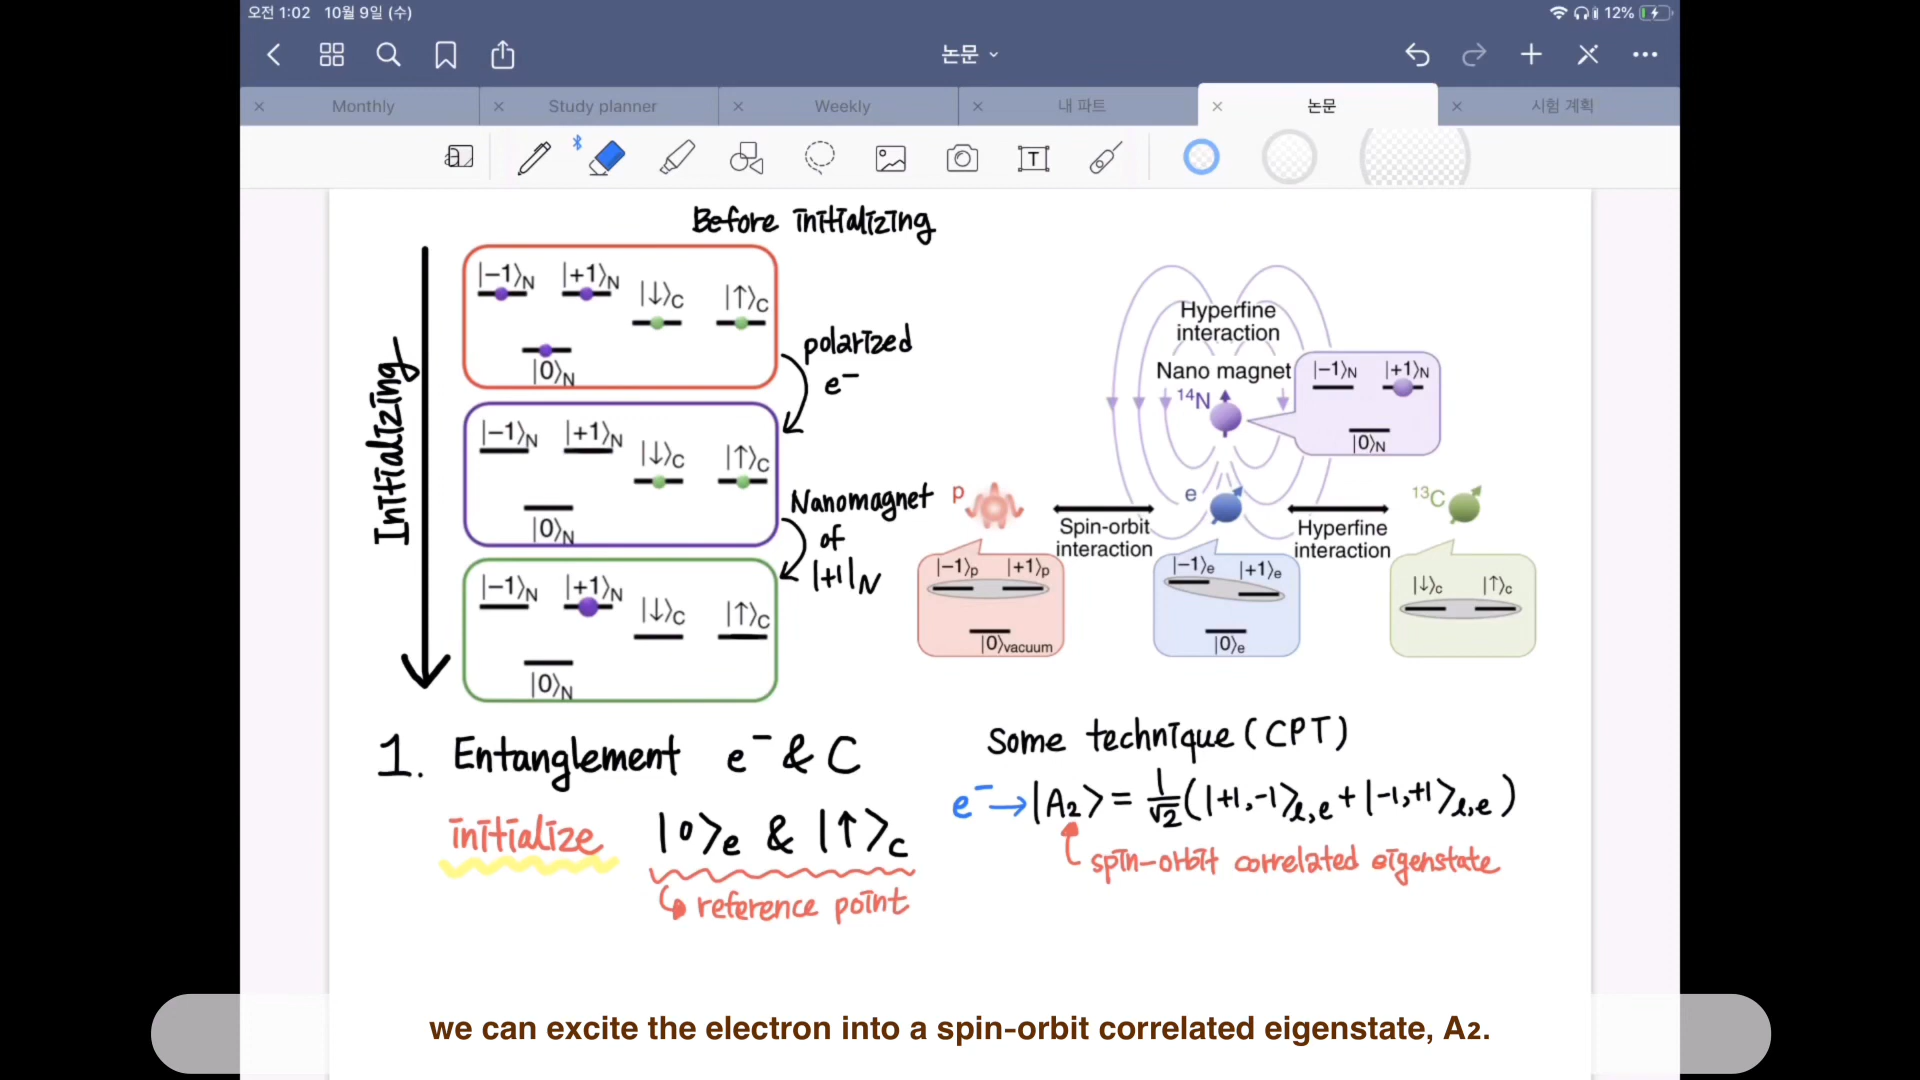 오전 1:02 10월 9일 (수)
12%
논문
Monthly
Study planner
Weekly
내 파트
논문
시험 계획
Before initializing
Initializing
|−1⟩N |+1⟩N |↓⟩C |↑⟩C
|0⟩N
polarized
e⁻
|−1⟩N |+1⟩N |↓⟩C |↑⟩C
|0⟩N
Nanomagnet
of
|+1|N
|−1⟩N |+1⟩N |↓⟩C |↑⟩C
|0⟩N
Hyperfine
interaction
Nano magnet
¹⁴N
|−1⟩N |+1⟩N
|0⟩N
p
e
¹³C
Spin-orbit
interaction
Hyperfine
interaction
|−1⟩p |+1⟩p
|0⟩vacuum
|−1⟩e |+1⟩e
|0⟩e
|↓⟩c |↑⟩c
1. Entanglement e⁻ & C
initialize |0⟩e & |↑⟩c
reference point
Some technique (CPT)
e⁻ → |A₂⟩ = 1/√2 (|+1,-1⟩l,e + |-1,+1⟩l,e)
spin-orbit correlated eigenstate
we can excite the electron into a spin-orbit correlated eigenstate, A₂.